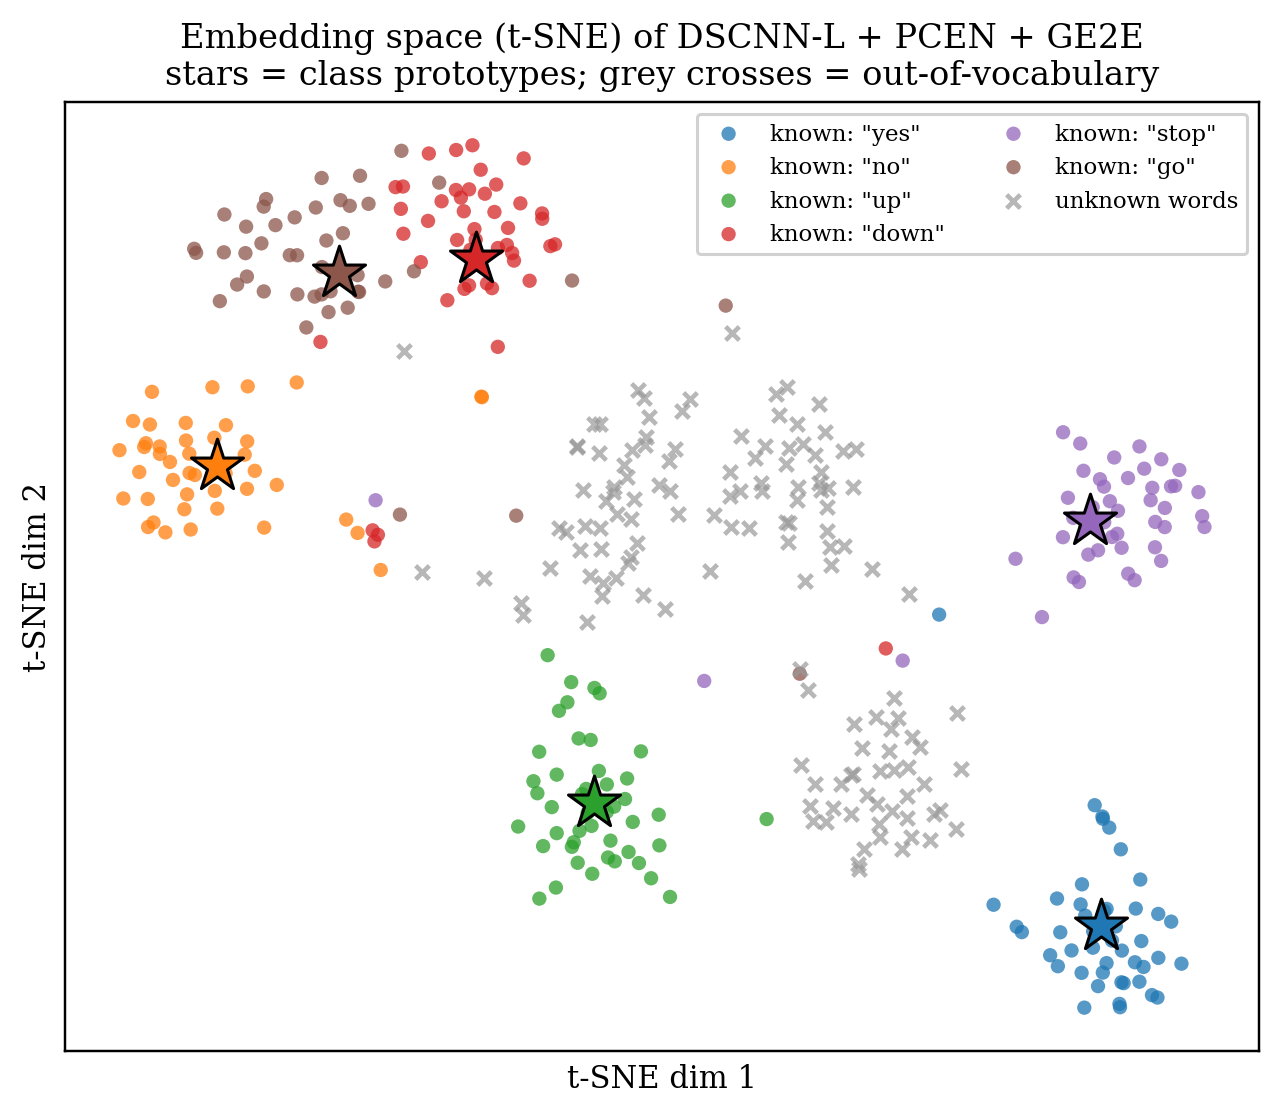 Embedding space (t-SNE) of DSCNN-L + PCEN + GE2E
stars = class prototypes; grey crosses = out-of-vocabulary
known: "yes"
known: "no"
known: "up"
known: "down"
known: "stop"
known: "go"
unknown words
t-SNE dim 2
t-SNE dim 1